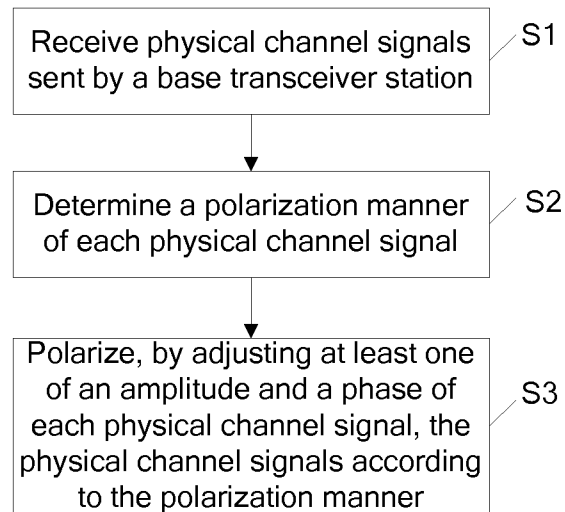 Receive physical channel signals
sent by a base transceiver station
S1
Determine a polarization manner
of each physical channel signal
S2
Polarize, by adjusting at least one
of an amplitude and a phase of
each physical channel signal, the
physical channel signals according
to the polarization manner
S3